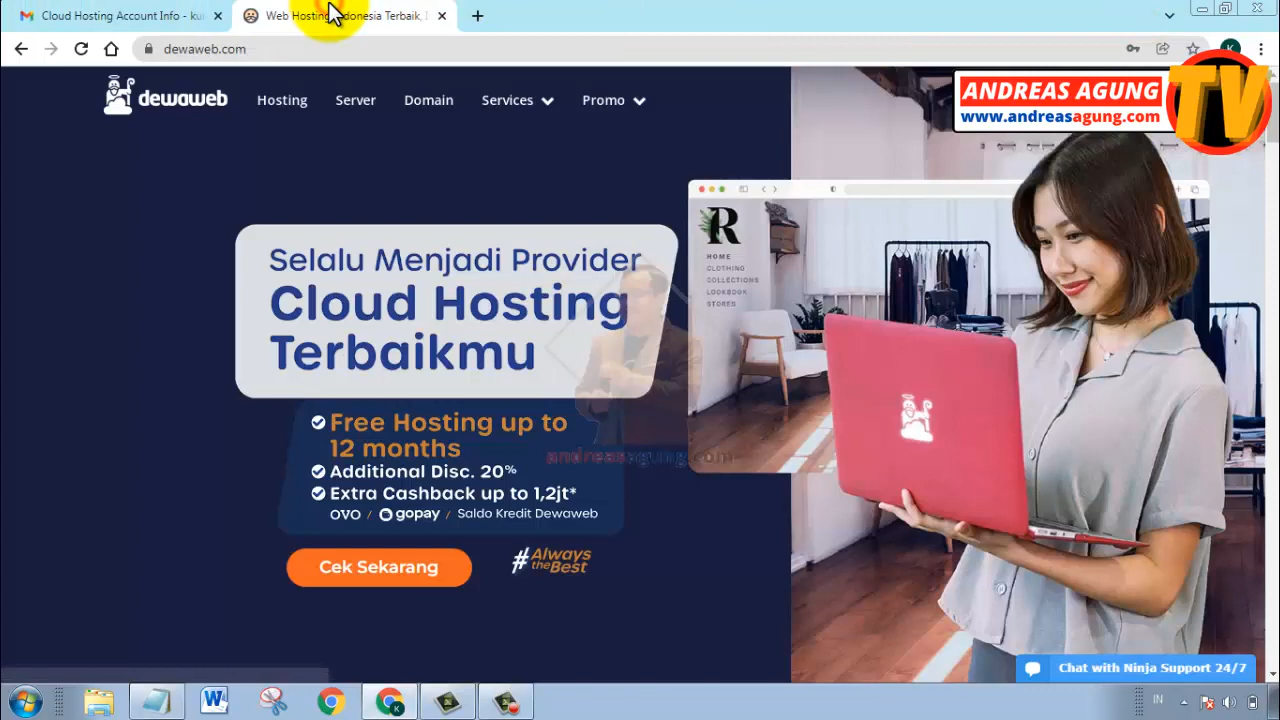 Cloud Hosting Account Info - ku
Web Hosting Indonesia Terbaik, I
dewaweb.com
K
ANDREAS AGUNG
www.andreasagung.com
TV
dewaweb
Hosting
Server
Domain
Services
Promo
R
HOME
CLOTHING
COLLECTIONS
LOOKBOOK
STORES
Selalu Menjadi Provider
Cloud Hosting
Terbaikmu
Free Hosting up to
12 months
Additional Disc. 20%
Extra Cashback up to 1,2jt*
OVO / gopay / Saldo Kredit Dewaweb
andreasagung.com
Cek Sekarang
#Always
the BEST
Chat with Ninja Support 24/7
K
IN